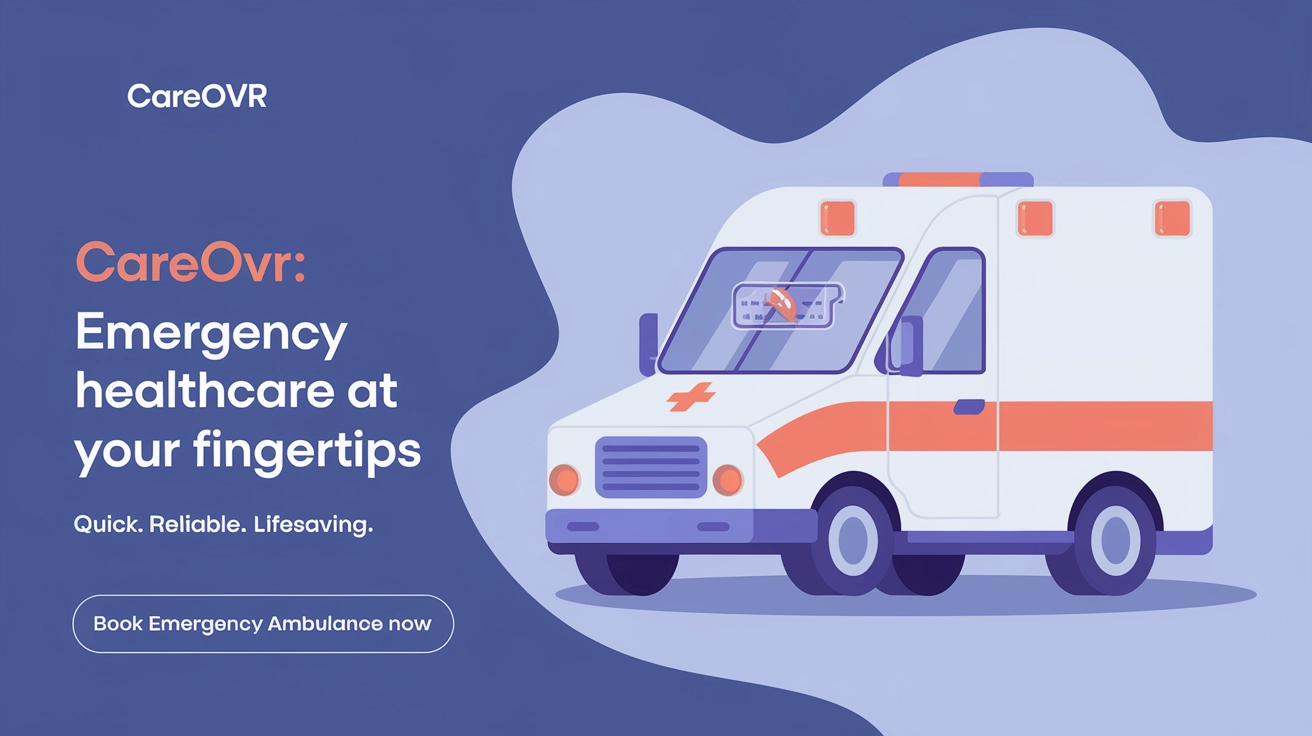 CareOVR
CareOvr:
Emergency
healthcare at
your fingertips
Quick. Reliable. Lifesaving.
Book Emergency Ambulance now